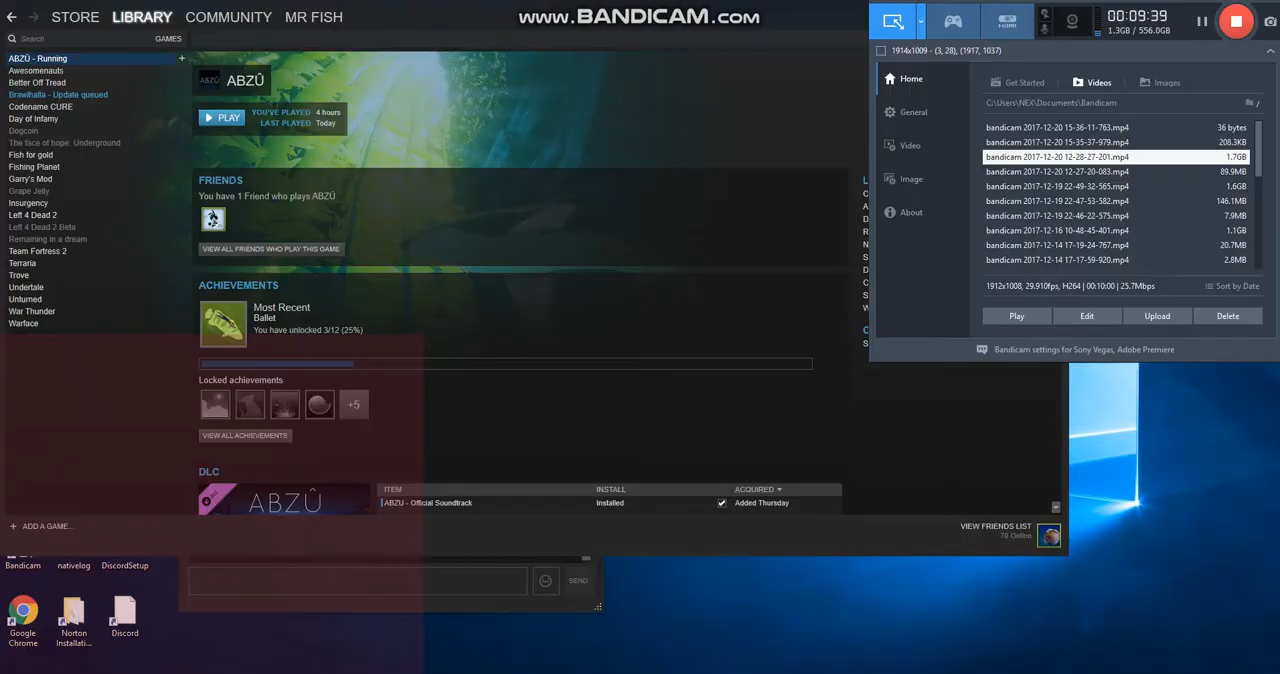 STORE LIBRARY COMMUNITY MR FISH
www.BANDICAM.com
00:09:39
1.3GB / 556.0GB
HDMI
Search GAMES
1914x1009 - (3, 28), (1917, 1037)
ABZÛ - Running +
Awesomenauts
Better Off Tread
Brawlhalla - Update queued
Codename CURE
Day of Infamy
Dogcoin
The face of hope: Underground
Fish for gold
Fishing Planet
Garry's Mod
Grape Jelly
Insurgency
Left 4 Dead 2
Left 4 Dead 2 Beta
Remaining in a dream
Team Fortress 2
Terraria
Trove
Undertale
Unturned
War Thunder
Warface
+ ADD A GAME...
ABZÛ ABZÛ
PLAY
YOU'VE PLAYED 4 hours
LAST PLAYED Today
FRIENDS
You have 1 Friend who plays ABZÛ
VIEW ALL FRIENDS WHO PLAY THIS GAME
ACHIEVEMENTS
Most Recent
Ballet
You have unlocked 3/12 (25%)
Locked achievements
+5
VIEW ALL ACHIEVEMENTS
DLC
ABZÛ
ITEM INSTALL ACQUIRED
ABZU - Official Soundtrack Installed Added Thursday
VIEW FRIENDS LIST
78 Online
Home
General
Video
Image
About
Get Started Videos Images
C:\Users\NEX\Documents\Bandicam
bandicam 2017-12-20 15-36-11-763.mp4 36 bytes
bandicam 2017-12-20 15-35-37-979.mp4 208.3KB
bandicam 2017-12-20 12-28-27-201.mp4 1.7GB
bandicam 2017-12-20 12-27-20-083.mp4 89.9MB
bandicam 2017-12-19 22-49-32-565.mp4 1.6GB
bandicam 2017-12-19 22-47-53-582.mp4 146.1MB
bandicam 2017-12-19 22-46-22-575.mp4 7.9MB
bandicam 2017-12-16 10-48-45-401.mp4 1.1GB
bandicam 2017-12-14 17-19-24-767.mp4 20.7MB
bandicam 2017-12-14 17-17-59-920.mp4 2.8MB
1912x1008, 29.910fps, H264 | 00:10:00 | 25.7Mbps Sort by Date
Play Edit Upload Delete
Bandicam settings for Sony Vegas, Adobe Premiere
SEND
Bandicam nativelog DiscordSetup
Google Chrome
Norton Installati...
Discord